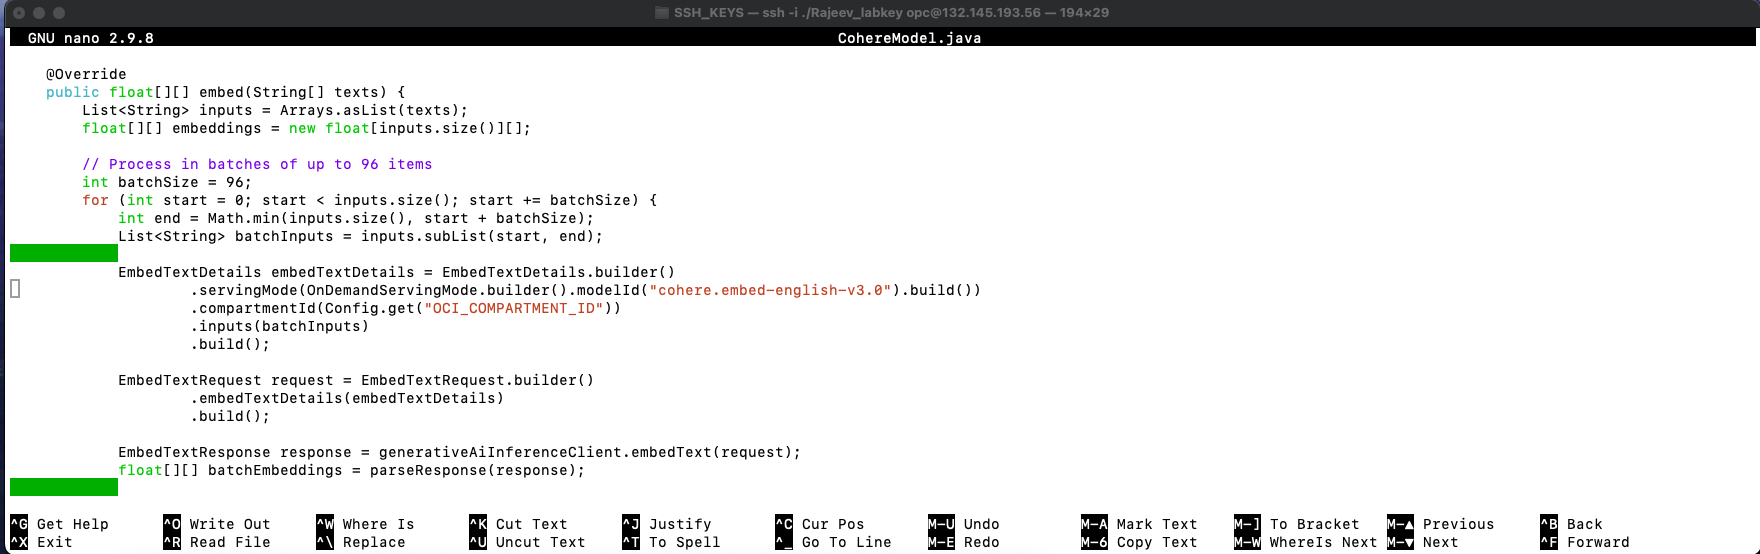 SSH_KEYS — ssh -i ./Rajeev_labkey opc@132.145.193.56 — 194×29
GNU nano 2.9.8 CohereModel.java
@Override
public float[][] embed(String[] texts) {
List<String> inputs = Arrays.asList(texts);
float[][] embeddings = new float[inputs.size()][];
// Process in batches of up to 96 items
int batchSize = 96;
for (int start = 0; start < inputs.size(); start += batchSize) {
int end = Math.min(inputs.size(), start + batchSize);
List<String> batchInputs = inputs.subList(start, end);
EmbedTextDetails embedTextDetails = EmbedTextDetails.builder()
.servingMode(OnDemandServingMode.builder().modelId("cohere.embed-english-v3.0").build())
.compartmentId(Config.get("OCI_COMPARTMENT_ID"))
.inputs(batchInputs)
.build();
EmbedTextRequest request = EmbedTextRequest.builder()
.embedTextDetails(embedTextDetails)
.build();
EmbedTextResponse response = generativeAiInferenceClient.embedText(request);
float[][] batchEmbeddings = parseResponse(response);
^G Get Help ^O Write Out ^W Where Is ^K Cut Text ^J Justify ^C Cur Pos M-U Undo M-A Mark Text M-] To Bracket M-▲ Previous ^B Back
^X Exit ^R Read File ^\ Replace ^U Uncut Text ^T To Spell ^_ Go To Line M-E Redo M-6 Copy Text M-W WhereIs Next M-▼ Next ^F Forward